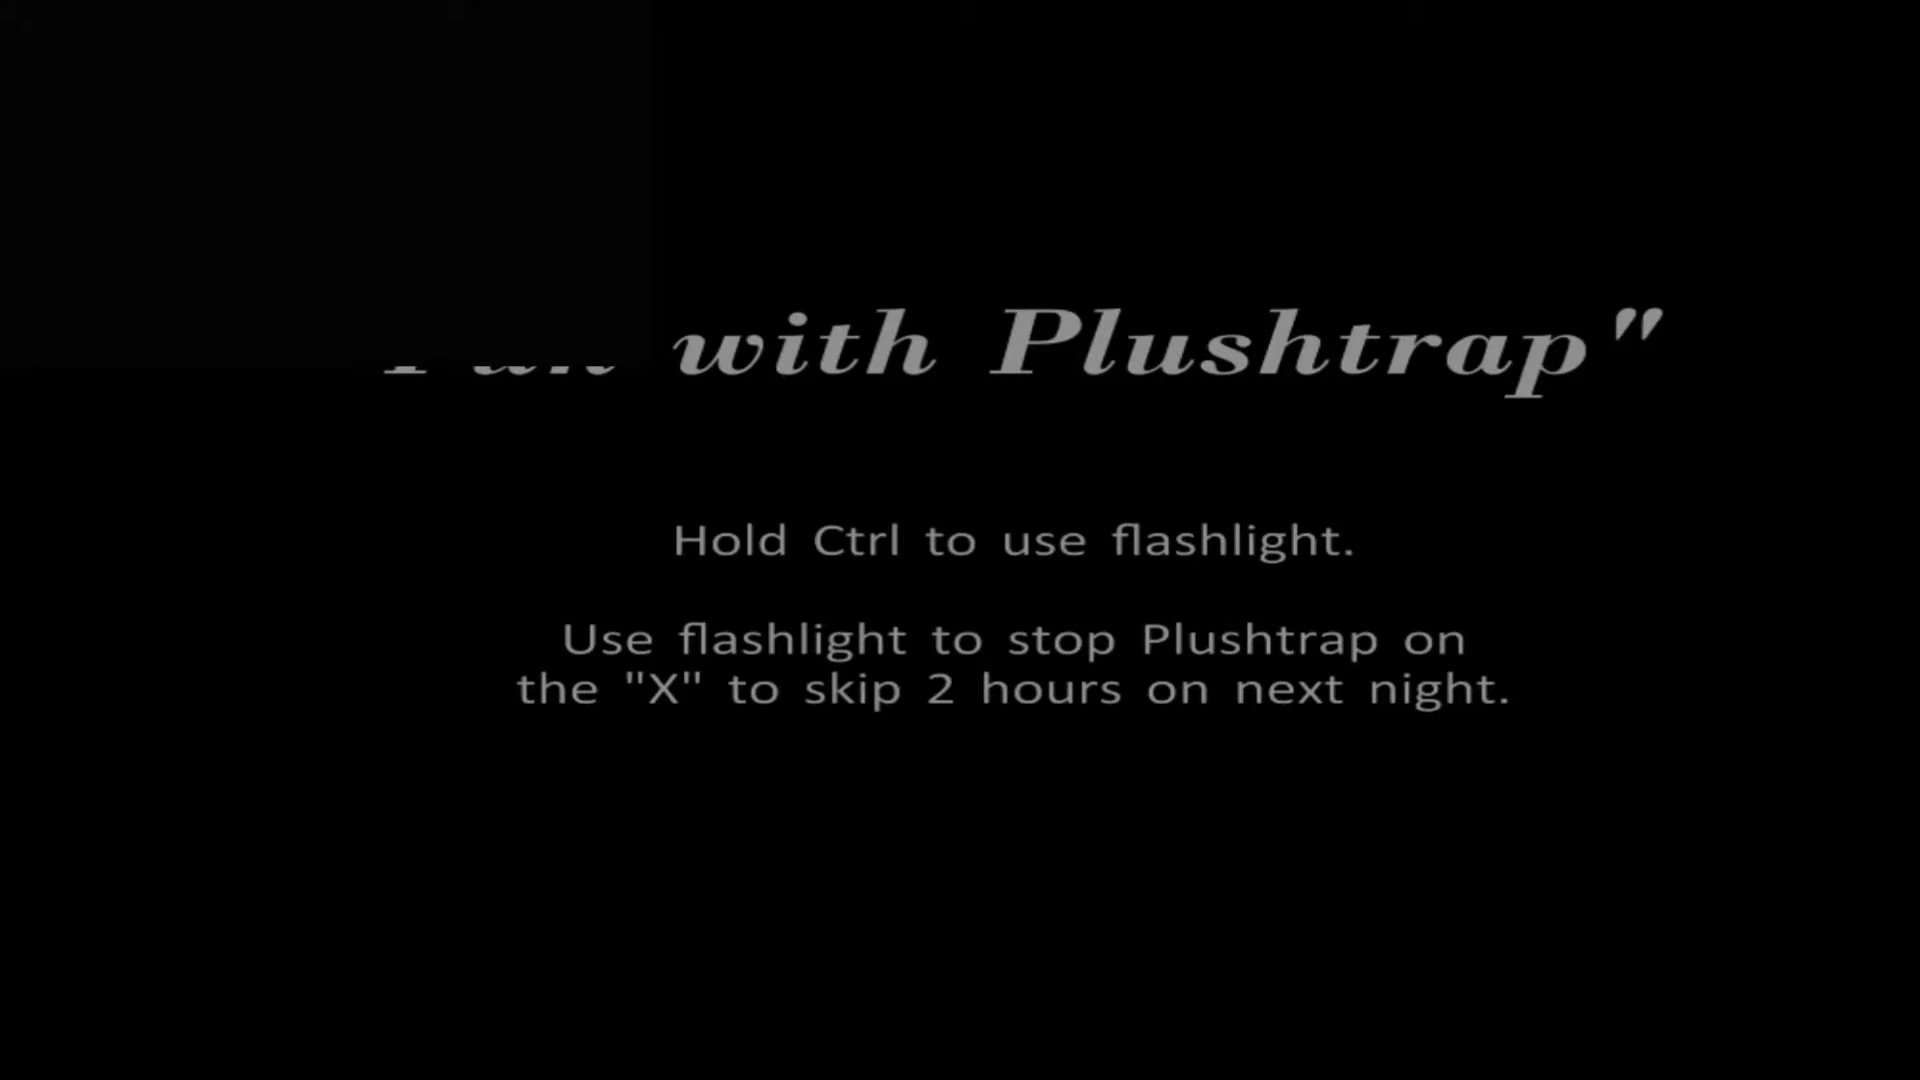 with Plushtrap"
Hold Ctrl to use flashlight.
Use flashlight to stop Plushtrap on
the "X" to skip 2 hours on next night.